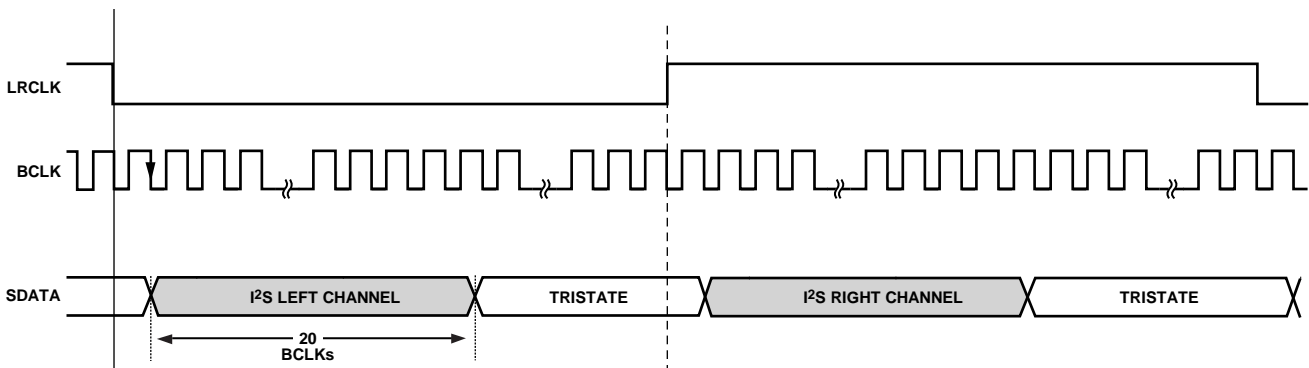 LRCLK
BCLK
SDATA
I²S LEFT CHANNEL
TRISTATE
I²S RIGHT CHANNEL
TRISTATE
20
BCLKs